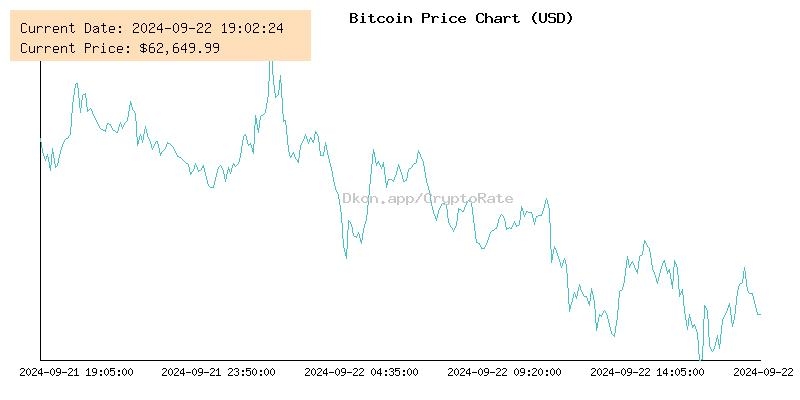 Bitcoin Price Chart (USD)
Current Date: 2024-09-22 19:02:24
Current Price: $62,649.99
Dkqn.app/CryptoRate
2024-09-21 19:05:00 2024-09-21 23:50:00 2024-09-22 04:35:00 2024-09-22 09:20:00 2024-09-22 14:05:00 2024-09-22